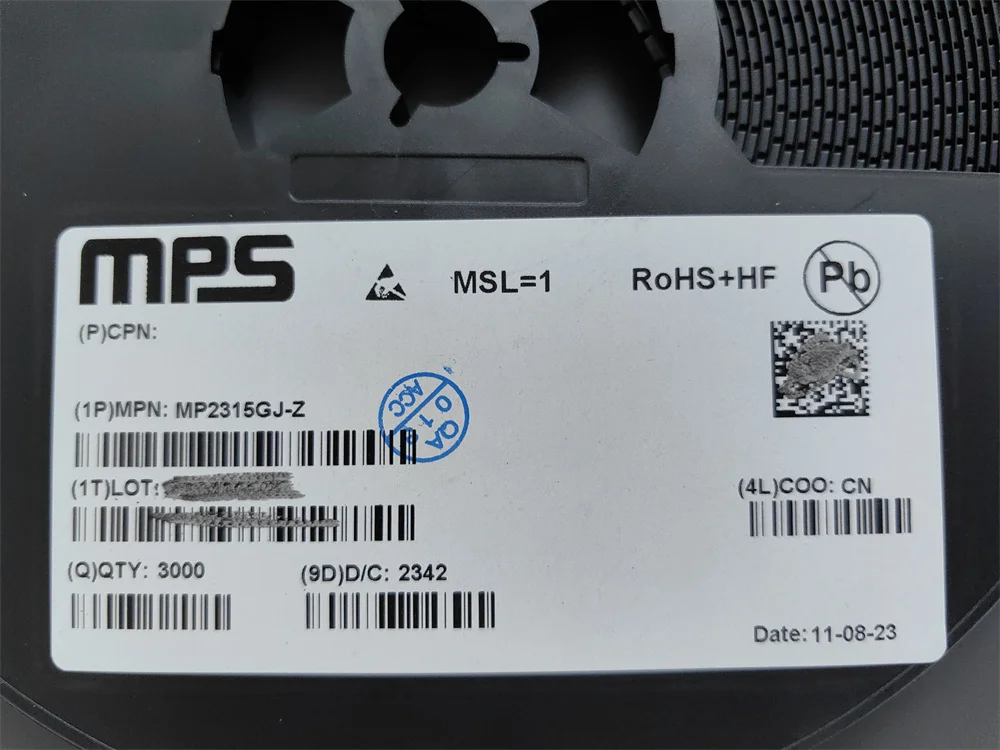 MPS
MSL=1
RoHS+HF
Pb
(P)CPN:
(1P)MPN: MP2315GJ-Z
QA
ACC
(1T)LOT:
(4L)COO: CN
(Q)QTY: 3000
(9D)D/C: 2342
Date: 11-08-23